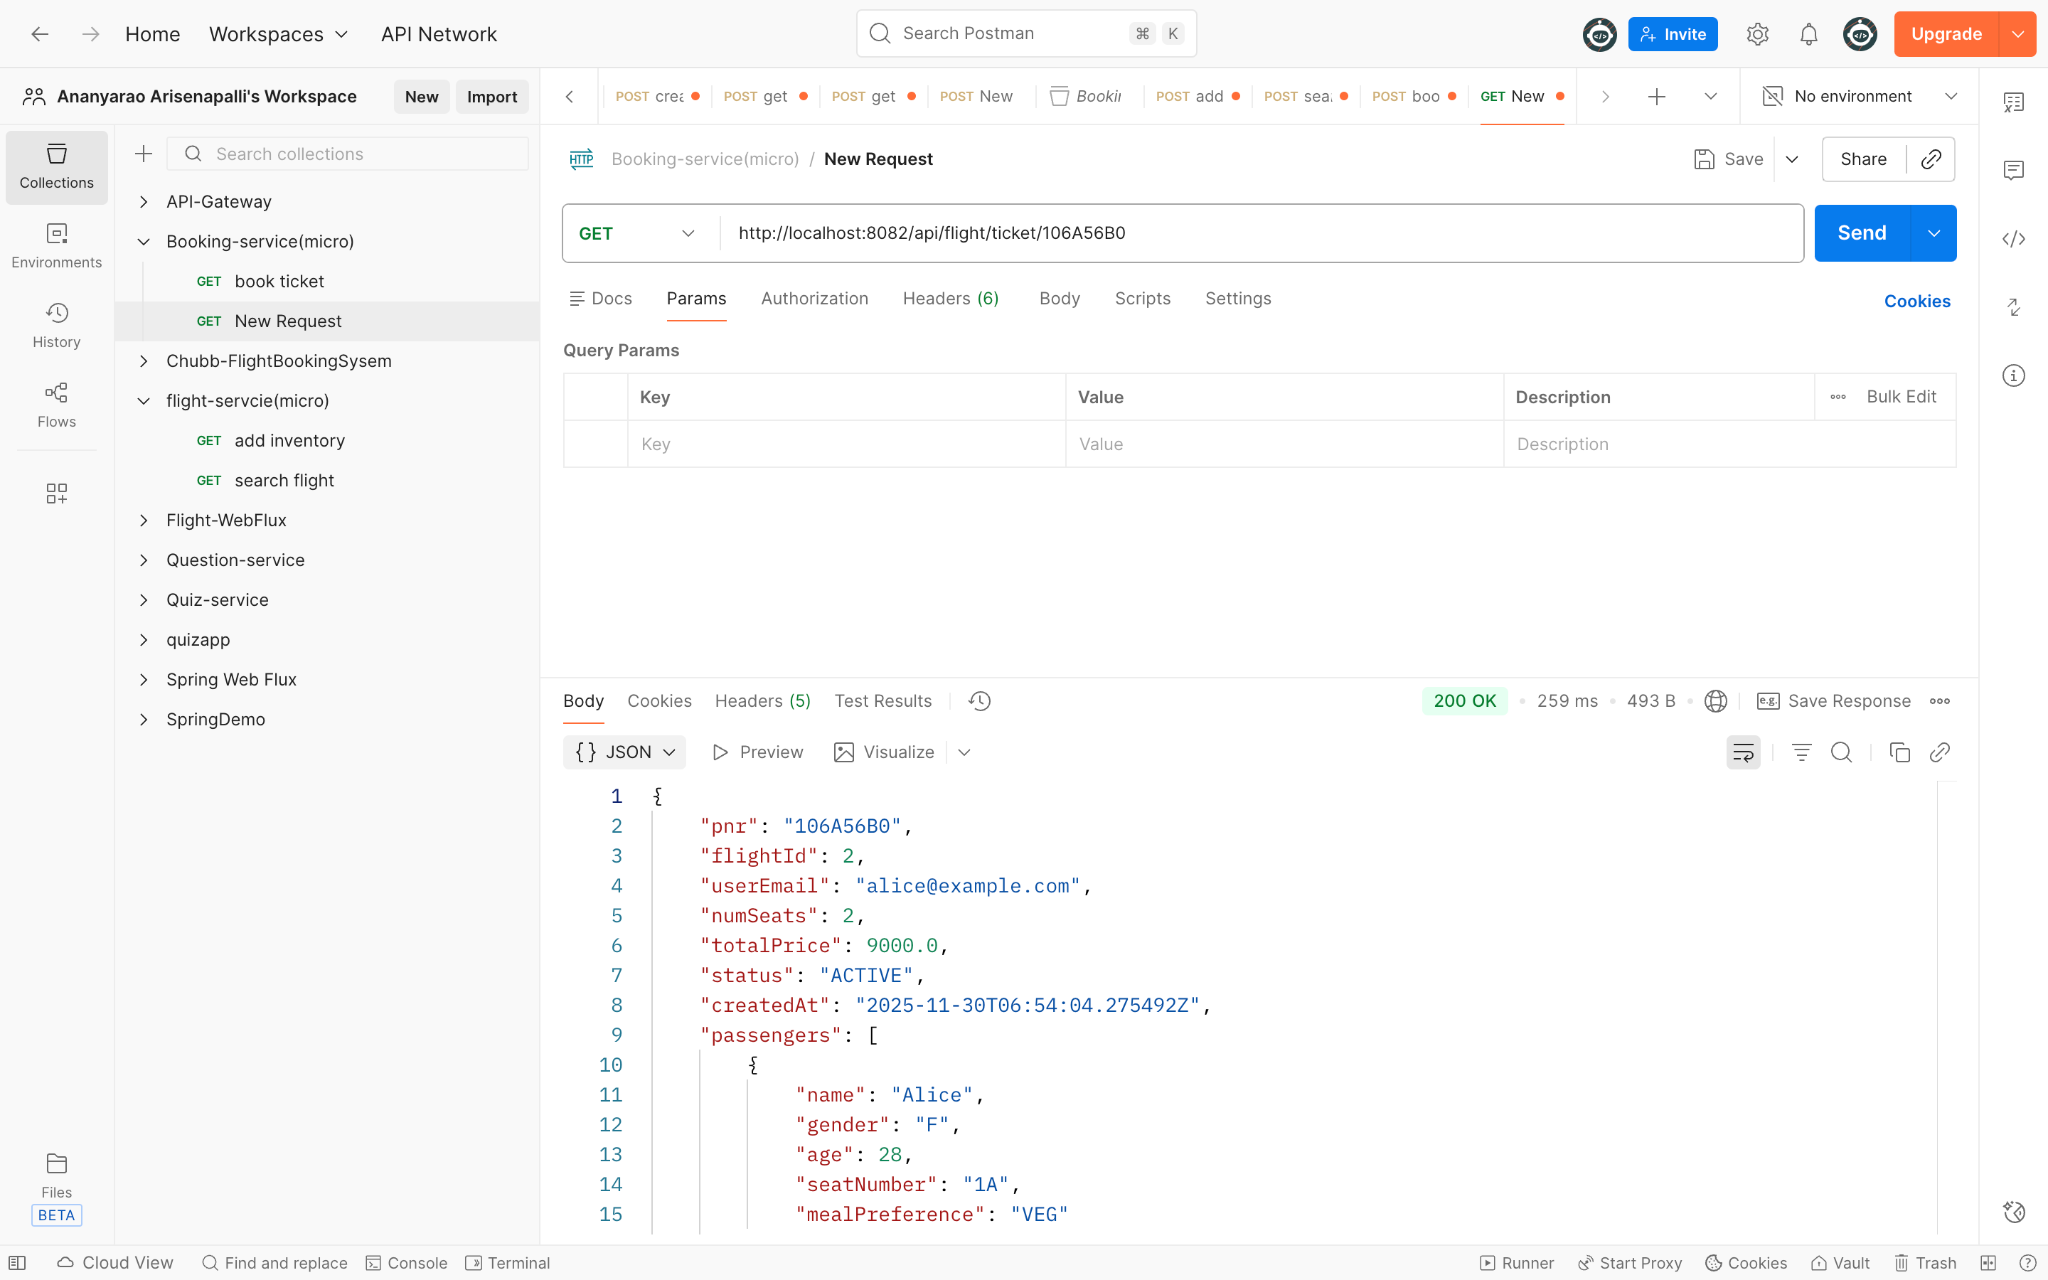 Home Workspaces API Network Search Postman ⌘ K Invite Upgrade
Ananyarao Arisenapalli's Workspace New Import
POST crea POST get POST get POST New Bookin POST add POST sea POST boo GET New No environment
Collections
Environments
History
Flows
Files
BETA
Search collections
API-Gateway
Booking-service(micro)
GET book ticket
GET New Request
Chubb-FlightBookingSysem
flight-servcie(micro)
GET add inventory
GET search flight
Flight-WebFlux
Question-service
Quiz-service
quizapp
Spring Web Flux
SpringDemo
HTTP Booking-service(micro) / New Request Save Share
GET http://localhost:8082/api/flight/ticket/106A56B0 Send
Docs Params Authorization Headers (6) Body Scripts Settings Cookies
Query Params
Key Value Description Bulk Edit
Key Value Description
Body Cookies Headers (5) Test Results 200 OK • 259 ms • 493 B • e.g. Save Response
{} JSON Preview Visualize
1 {
2 "pnr": "106A56B0",
3 "flightId": 2,
4 "userEmail": "alice@example.com",
5 "numSeats": 2,
6 "totalPrice": 9000.0,
7 "status": "ACTIVE",
8 "createdAt": "2025-11-30T06:54:04.275492Z",
9 "passengers": [
10 {
11 "name": "Alice",
12 "gender": "F",
13 "age": 28,
14 "seatNumber": "1A",
15 "mealPreference": "VEG"
Cloud View Find and replace Console Terminal Runner Start Proxy Cookies Vault Trash